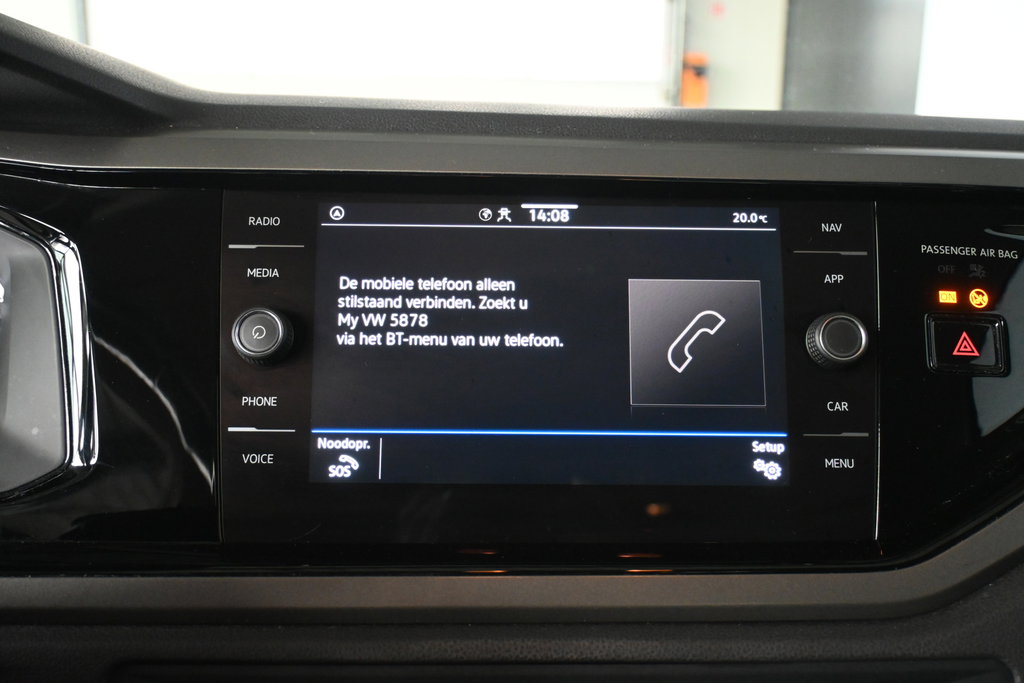 RADIO
MEDIA
PHONE
VOICE
14:08
20.0°C
De mobiele telefoon alleen
stilstaand verbinden. Zoekt u
My VW 5878
via het BT-menu van uw telefoon.
Noodopr.
SOS
Setup
NAV
APP
CAR
MENU
PASSENGER AIR BAG
OFF
ON